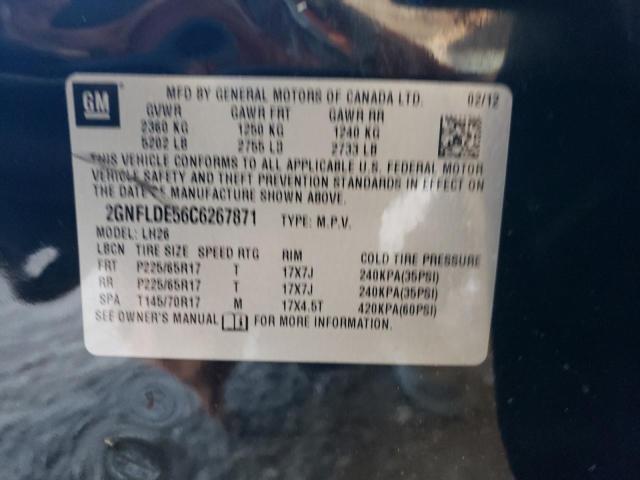 GM
MFD BY GENERAL MOTORS OF CANADA LTD. 02/12
GVWR GAWR FRT GAWR RR
2360 KG 1250 KG 1240 KG
5202 LB 2755 LB 2733 LB
THIS VEHICLE CONFORMS TO ALL APPLICABLE U.S. FEDERAL MOTOR
VEHICLE SAFETY AND THEFT PREVENTION STANDARDS IN EFFECT ON
THE DATE OF MANUFACTURE SHOWN ABOVE.
2GNFLDE56C6267871 TYPE: M.P.V.
MODEL: LH26
LBCN TIRE SIZE SPEED RTG RIM COLD TIRE PRESSURE
FRT P225/65R17 T 17X7J 240KPA(35PSI)
RR P225/65R17 T 17X7J 240KPA(35PSI)
SPA T145/70R17 M 17X4.5T 420KPA(60PSI)
SEE OWNER'S MANUAL FOR MORE INFORMATION.